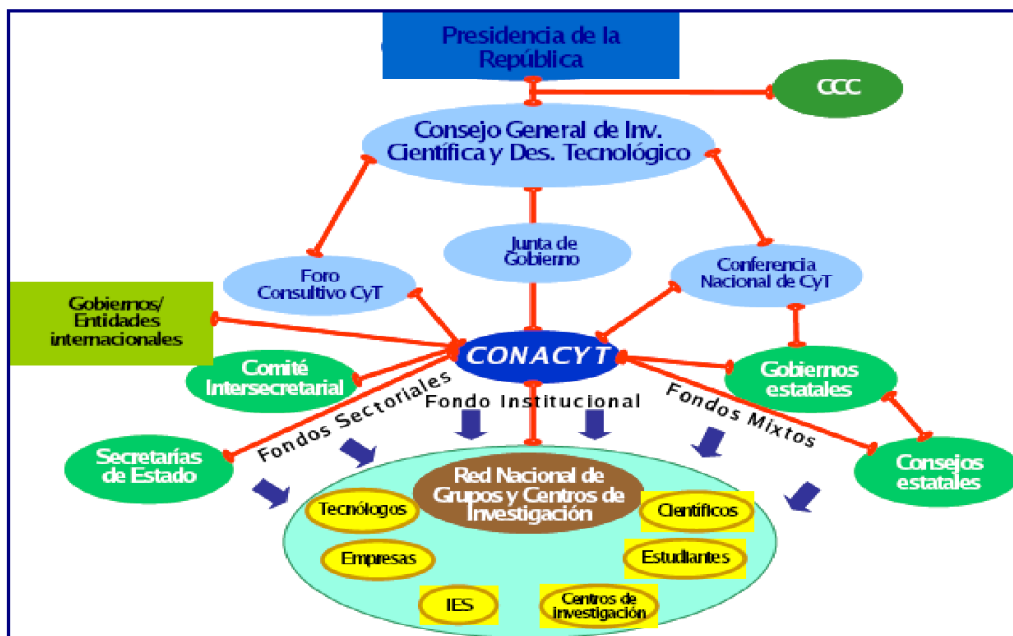 Presidencia de la
República
CCC
Consejo General de Inv.
Científica y Des. Tecnológico
Junta de
Gobierno
Foro
Consultivo CyT
Conferencia
Nacional de CyT
Gobiernos/
Entidades
internacionales
CONACYT
Comité
Intersecretarial
Gobiernos
estatales
Fondos Sectoriales
Fondo Institucional
Fondos Mixtos
Secretarías
de Estado
Consejos
estatales
Red Nacional de
Grupos y Centros de
Investigación
Tecnólogos
Científicos
Empresas
Estudiantes
IES
Centros de
investigación